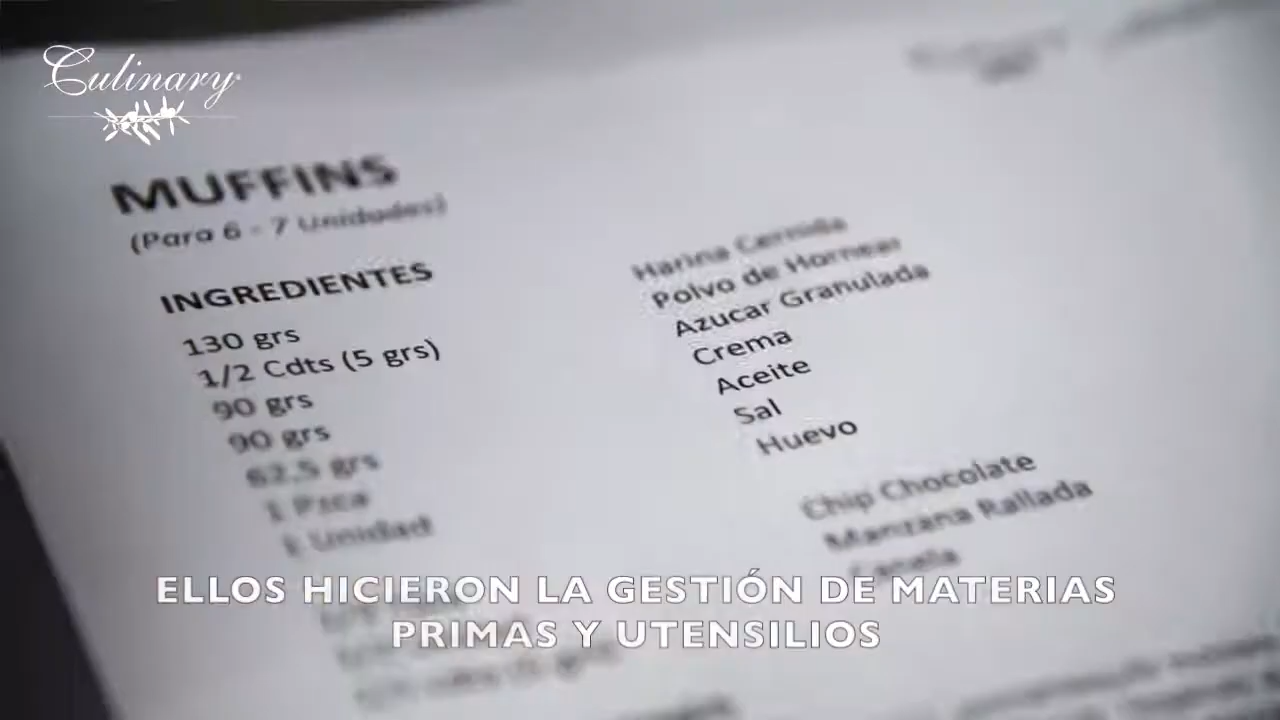 Culinary
MUFFINS
(Para 6 - 7 Unidades)
INGREDIENTES
130 grs Harina Cernida
1/2 Cdts (5 grs) Polvo de Hornear
90 grs Azucar Granulada
90 grs Crema
62,5 grs Aceite
1 Pzca Sal
1 Unidad Huevo
Chip Chocolate
Manzana Rallada
Canela
ELLOS HICIERON LA GESTIÓN DE MATERIAS
PRIMAS Y UTENSILIOS